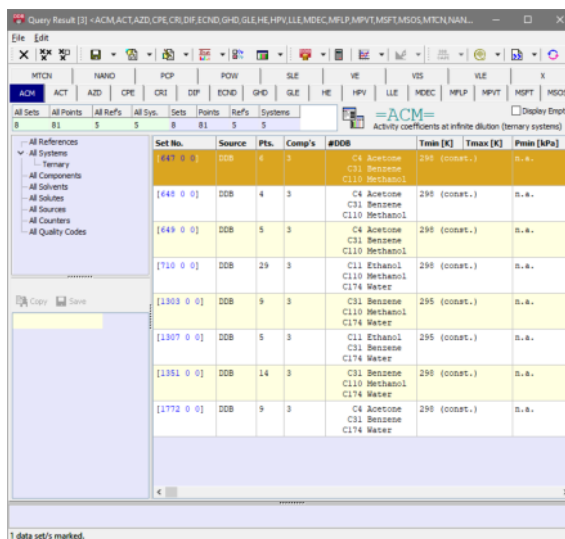 Query Result [3] <ACM,ACT,AZD,CPE,CRI,DIF,ECND,GHD,GLE,HE,HPV,LLE,MDEC,MFLP,MPVT,MSFT,MSOS,MTCN,NAN...
File Edit
MTCN NANO PCP POW SLE VE VIS VLE X
ACM ACT AZD CPE CRI DIF ECND GHD GLE HE HPV LLE MDEC MFLP MPVT MSFT MSOS
All Sets All Points All Ref's All Sys. Sets Points Ref's Systems
8 81 5 5 8 81 5 5
=ACM=
Display Empt
Activity coefficients at infinite dilution (ternary systems)
All References
All Systems
Ternary
All Components
All Solvents
All Solutes
All Sources
All Counters
All Quality Codes
Copy Save
Set No. Source Pts. Comp's #DDB Tmin [K] Tmax [K] Pmin [kPa]
[647 0 0] DDB 6 3 C4 Acetone 298 (const.) n.a.
C31 Benzene
C110 Methanol
[648 0 0] DDB 4 3 C4 Acetone 298 (const.) n.a.
C31 Benzene
C110 Methanol
[649 0 0] DDB 5 3 C4 Acetone 298 (const.) n.a.
C31 Benzene
C110 Methanol
[710 0 0] DDB 29 3 C11 Ethanol 298 (const.) n.a.
C110 Methanol
C174 Water
[1303 0 0] DDB 9 3 C31 Benzene 295 (const.) n.a.
C110 Methanol
C174 Water
[1307 0 0] DDB 5 3 C11 Ethanol 295 (const.) n.a.
C31 Benzene
C174 Water
[1351 0 0] DDB 14 3 C31 Benzene 298 (const.) n.a.
C110 Methanol
C174 Water
[1772 0 0] DDB 9 3 C4 Acetone 298 (const.) n.a.
C31 Benzene
C174 Water
1 data set/s marked.